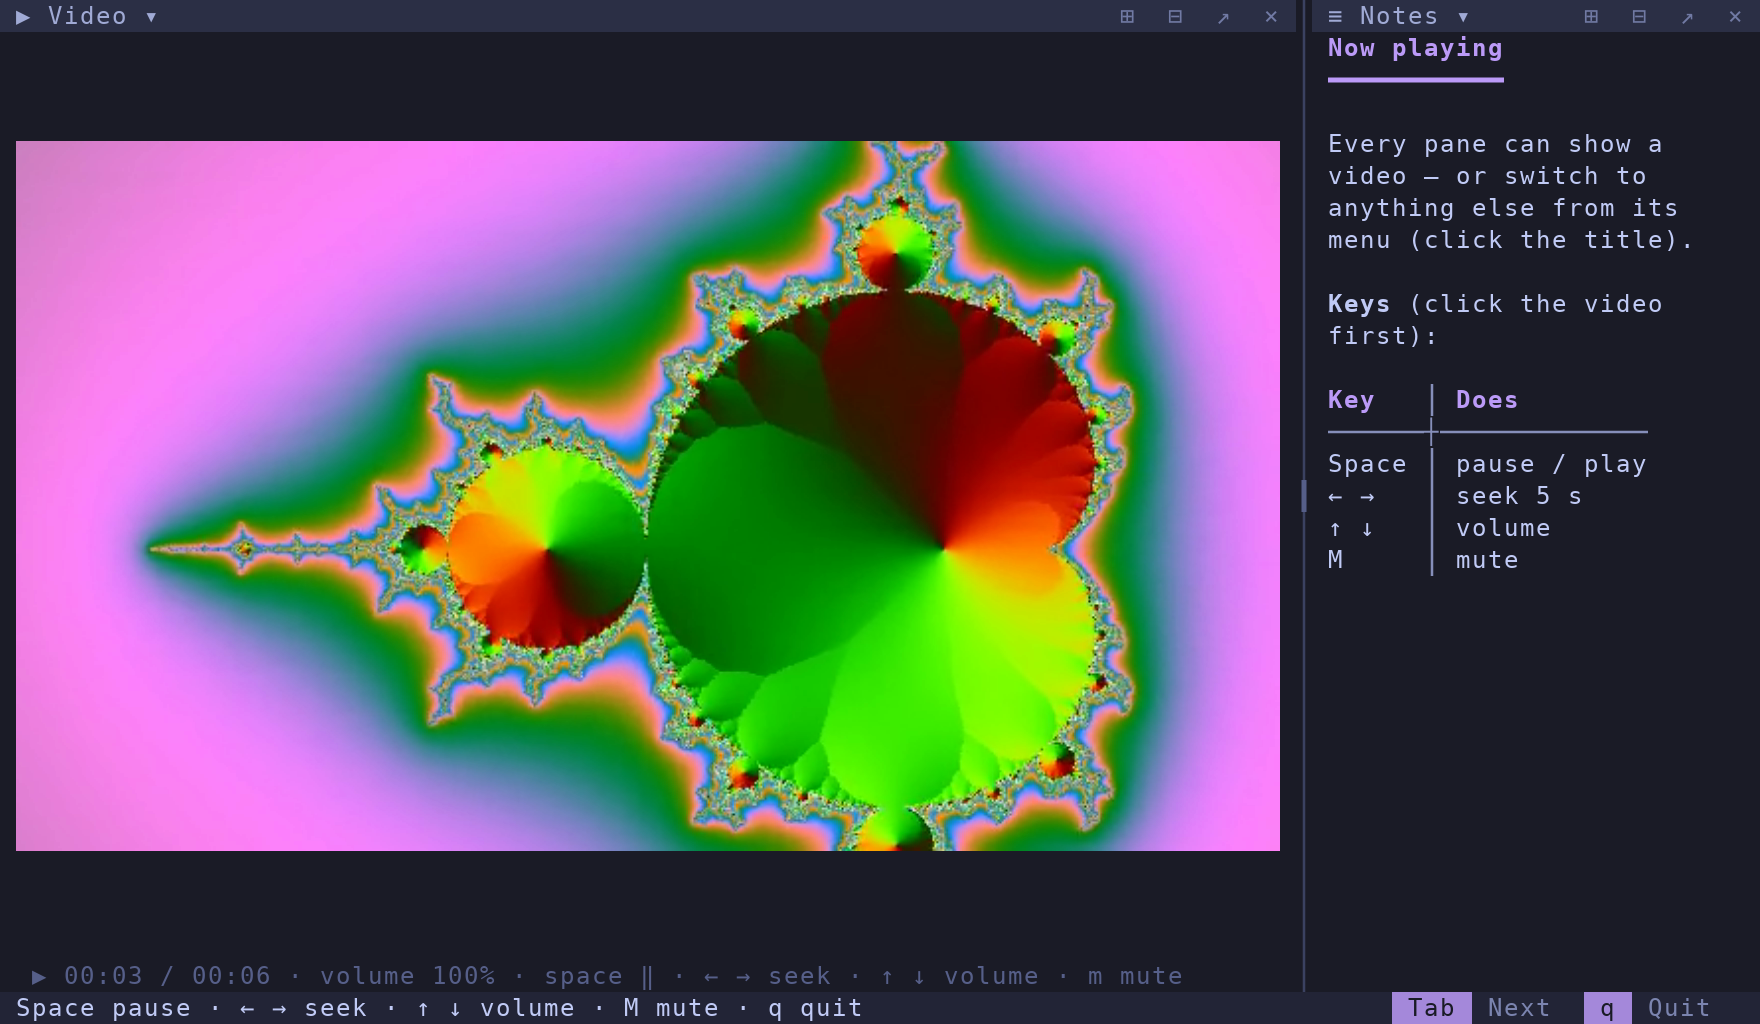 ▶ Video ▾ ⊞ ⊟ ↗ ×
≡ Notes ▾ ⊞ ⊟ ↗ ×
Now playing
Every pane can show a
video — or switch to
anything else from its
menu (click the title).
Keys (click the video
first):
Key Does
Space pause / play
← → seek 5 s
↑ ↓ volume
M mute
▶ 00:03 / 00:06 · volume 100% · space ‖ · ← → seek · ↑ ↓ volume · m mute
Space pause · ← → seek · ↑ ↓ volume · M mute · q quit
Tab Next q Quit